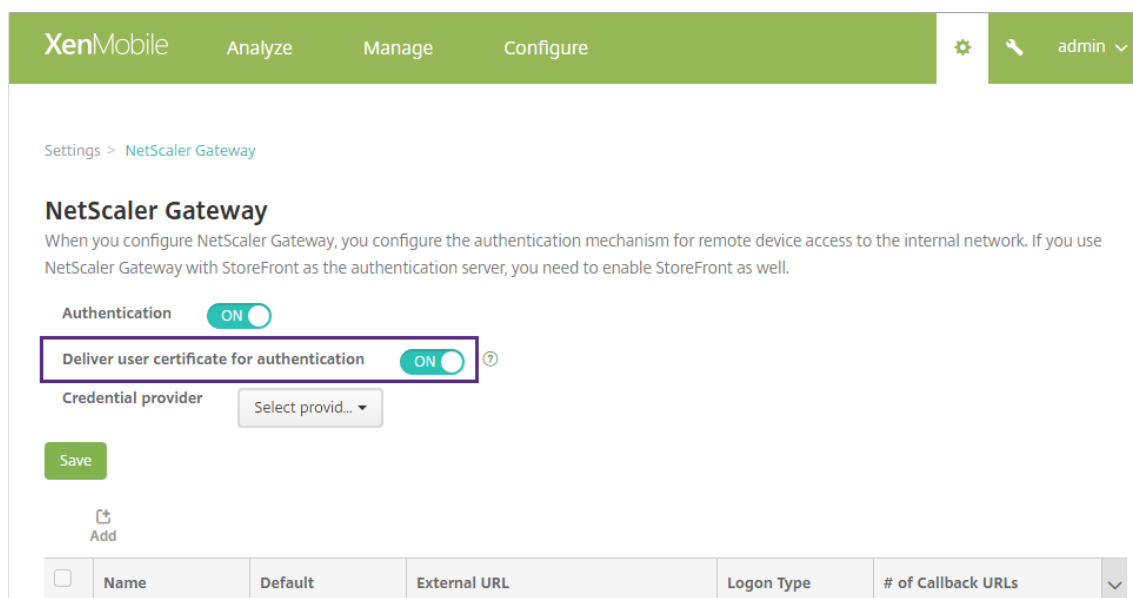 XenMobile Analyze Manage Configure admin
Settings > NetScaler Gateway
NetScaler Gateway
When you configure NetScaler Gateway, you configure the authentication mechanism for remote device access to the internal network. If you use
NetScaler Gateway with StoreFront as the authentication server, you need to enable StoreFront as well.
Authentication ON
Deliver user certificate for authentication ON ?
Credential provider Select provid...
Save
Add
Name Default External URL Logon Type # of Callback URLs